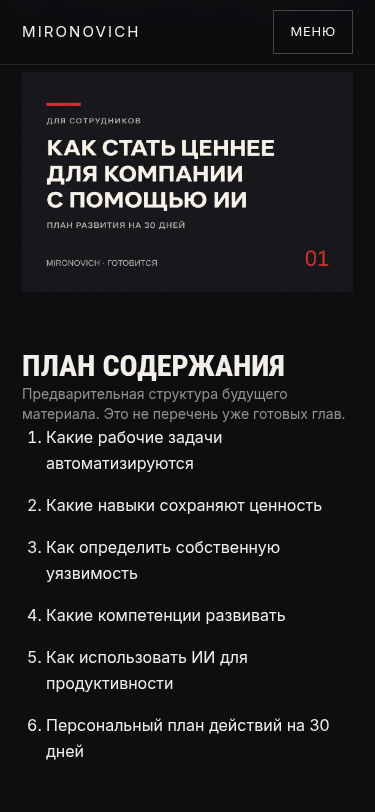 MIRONOVICH
МЕНЮ
ДЛЯ СОТРУДНИКОВ
КАК СТАТЬ ЦЕННЕЕ
ДЛЯ КОМПАНИИ
С ПОМОЩЬЮ ИИ
ПЛАН РАЗВИТИЯ НА 30 ДНЕЙ
MIRONOVICH · ГОТОВИТСЯ
01
ПЛАН СОДЕРЖАНИЯ
Предварительная структура будущего
материала. Это не перечень уже готовых глав.
1. Какие рабочие задачи
автоматизируются
2. Какие навыки сохраняют ценность
3. Как определить собственную
уязвимость
4. Какие компетенции развивать
5. Как использовать ИИ для
продуктивности
6. Персональный план действий на 30
дней